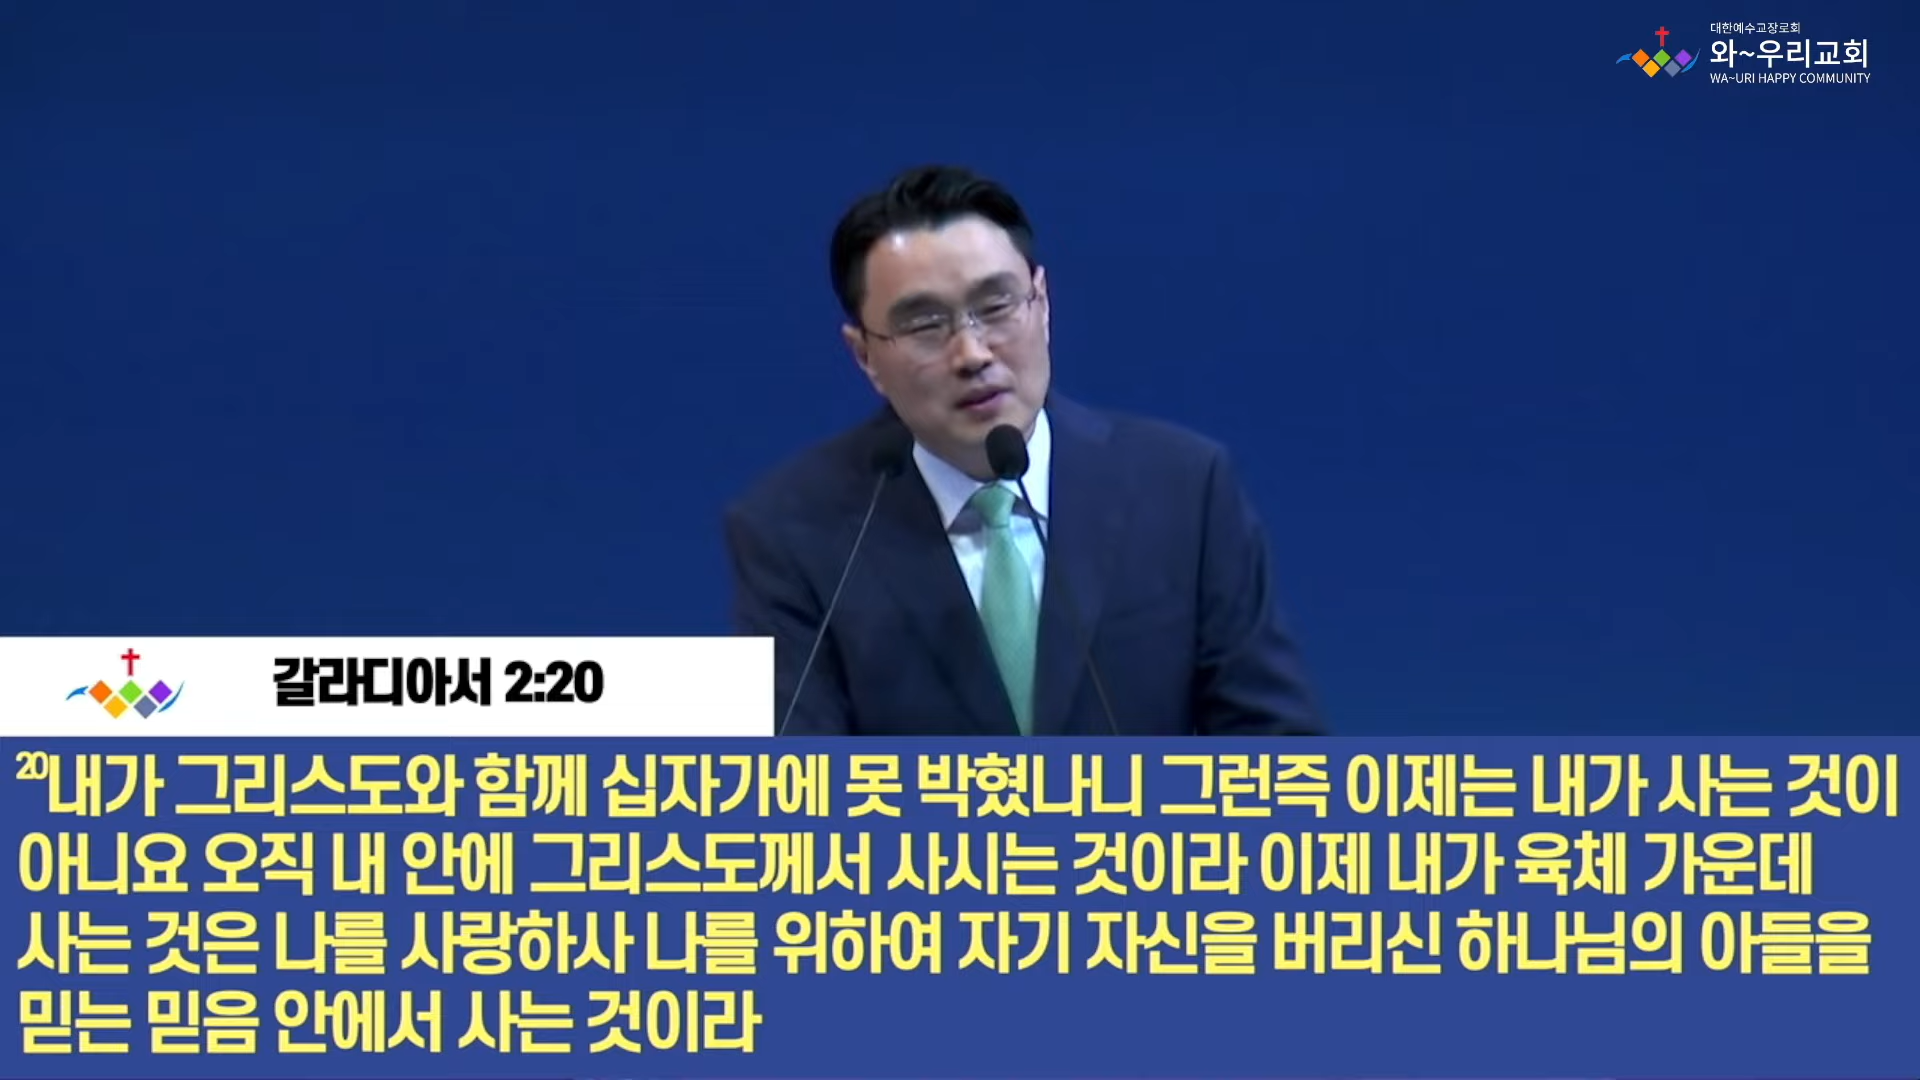 대한예수교장로회
와~우리교회
WA~URI HAPPY COMMUNITY
갈라디아서 2:20
20내가 그리스도와 함께 십자가에 못 박혔나니 그런즉 이제는 내가 사는 것이
아니요 오직 내 안에 그리스도께서 사시는 것이라 이제 내가 육체 가운데
사는 것은 나를 사랑하사 나를 위하여 자기 자신을 버리신 하나님의 아들을
믿는 믿음 안에서 사는 것이라